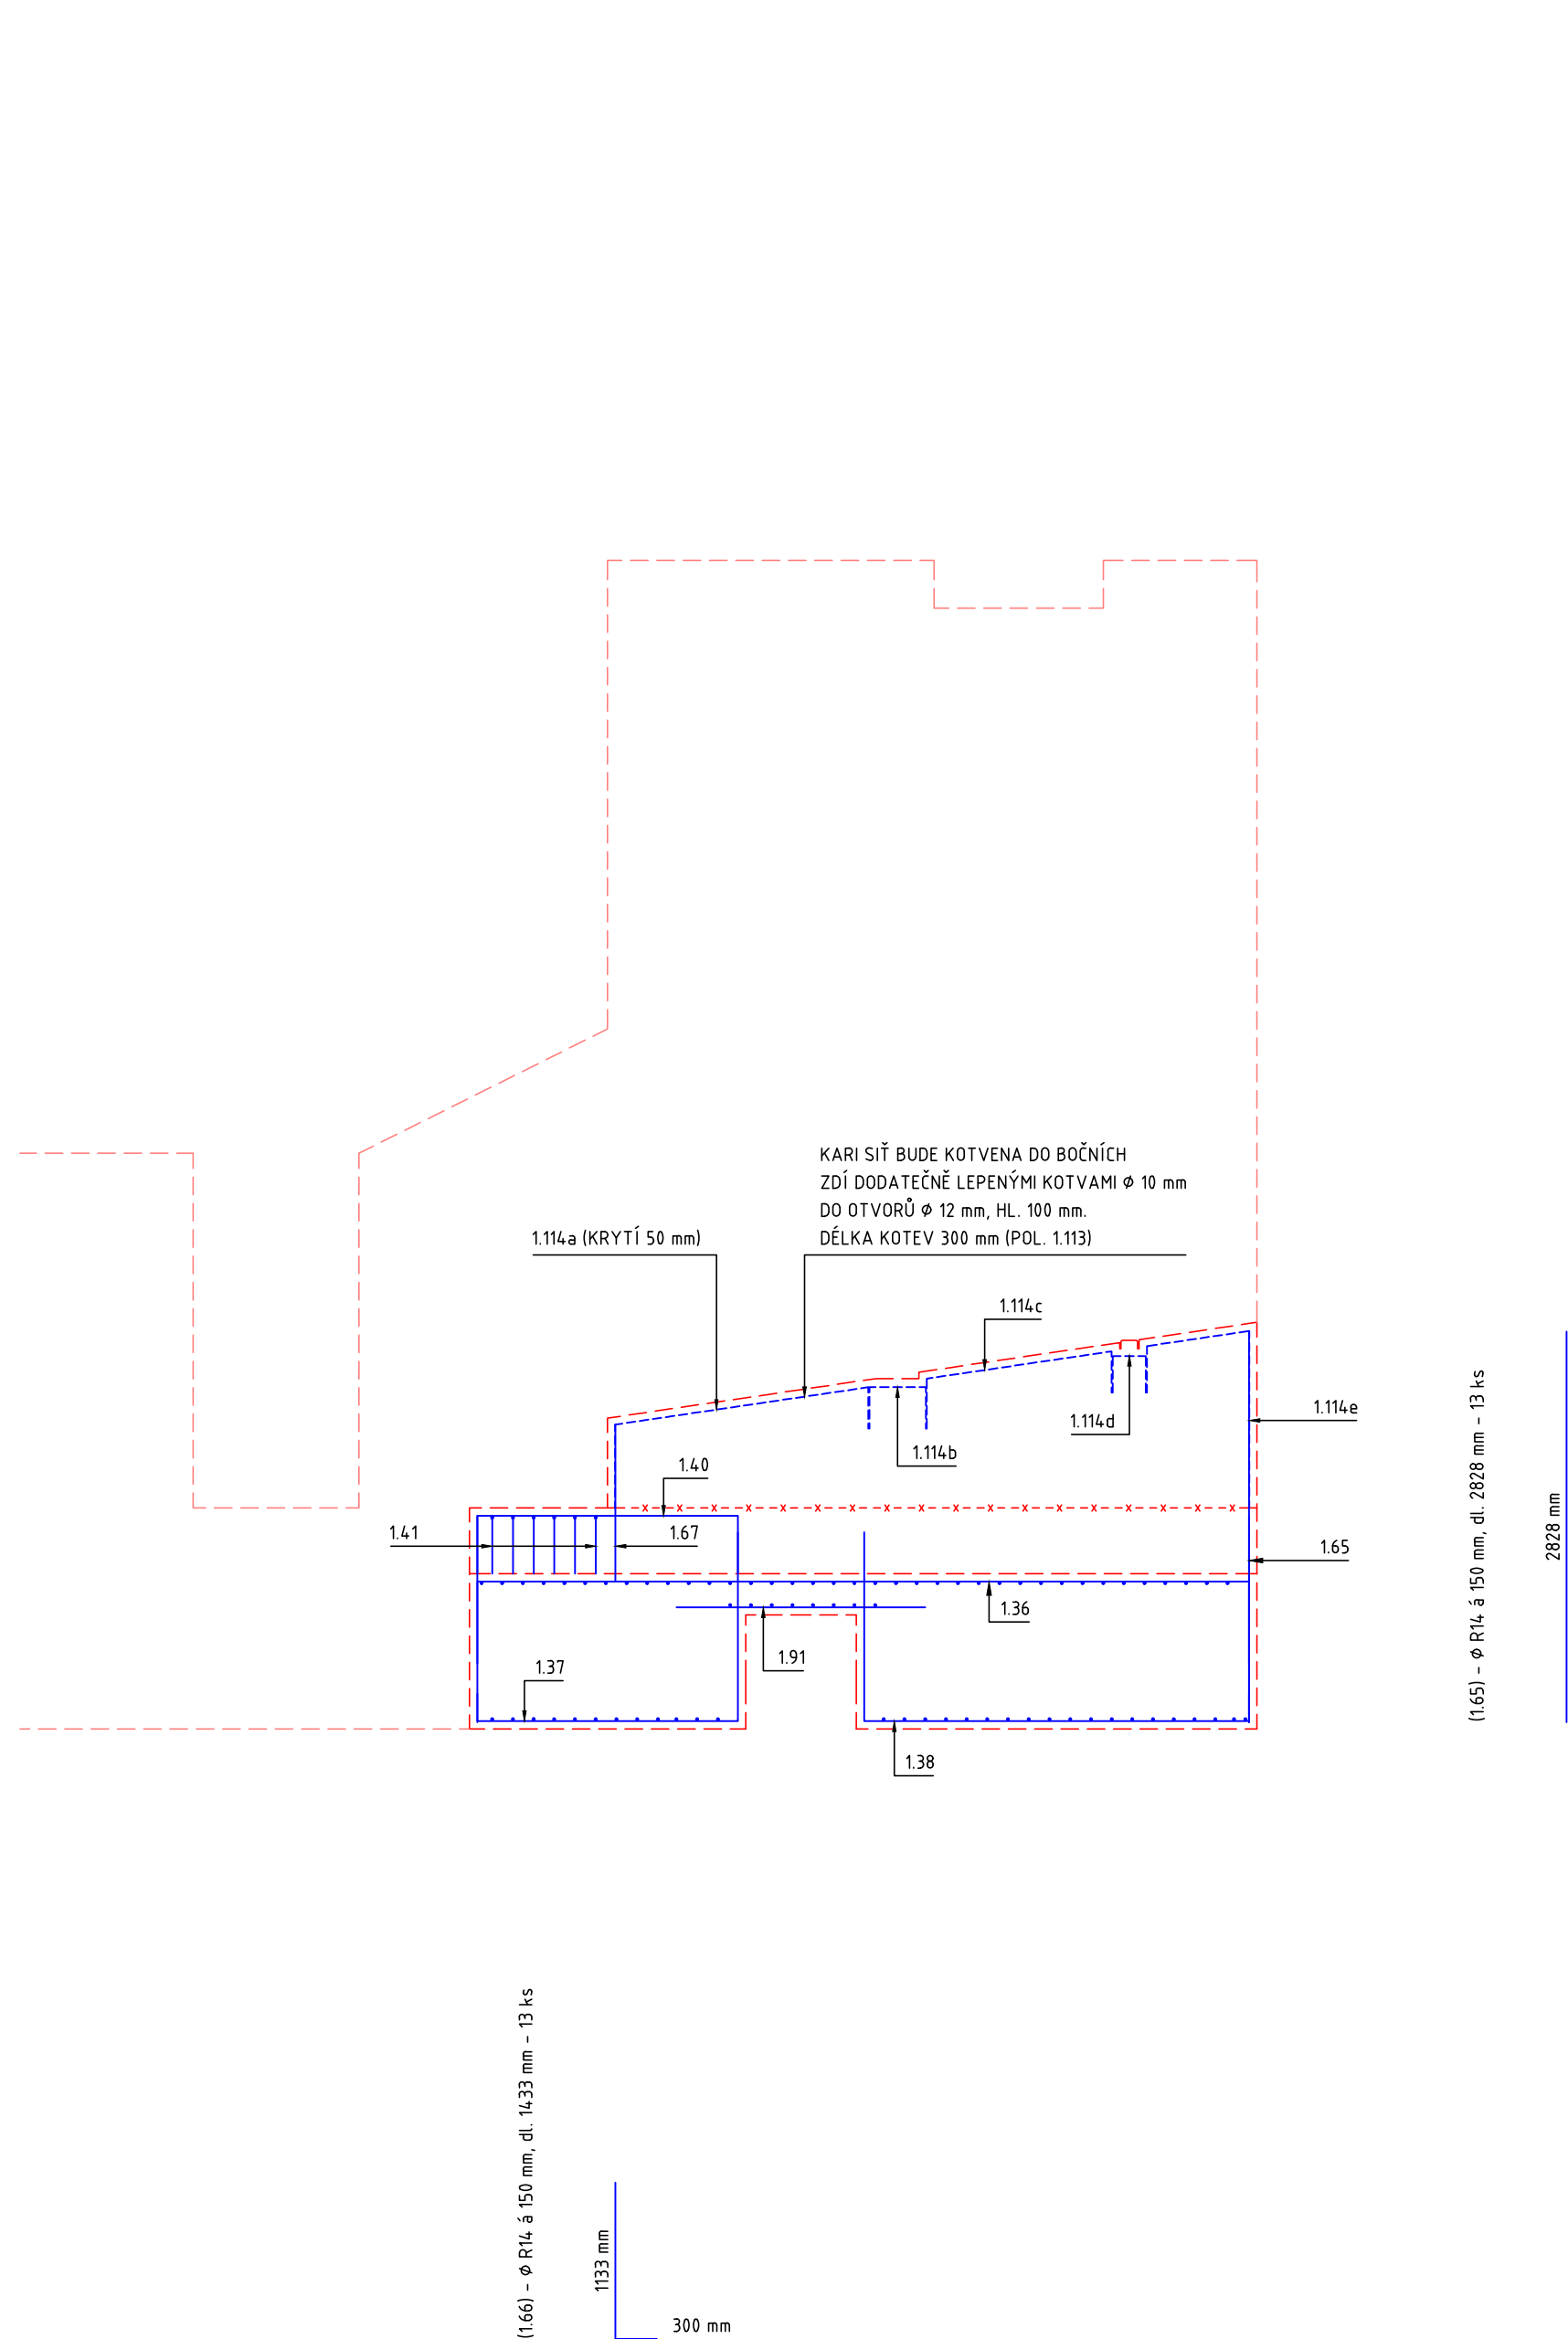 KARI SIŤ BUDE KOTVENA DO BOČNÍCH
ZDÍ DODATEČNĚ LEPENÝMI KOTVAMI Ø 10 mm
DO OTVORŮ Ø 12 mm, HL. 100 mm.
DÉLKA KOTEV 300 mm (POL. 1.113)
1.114a (KRYTÍ 50 mm)
1.114c
1.114e
1.114d
1.114b
1.40
1.41
1.67
1.65
1.36
1.91
1.37
1.38
(1.65) - Ø R14 á 150 mm, dl. 2828 mm - 13 ks
2828 mm
(1.66) - Ø R14 á 150 mm, dl. 1433 mm - 13 ks
1133 mm
300 mm